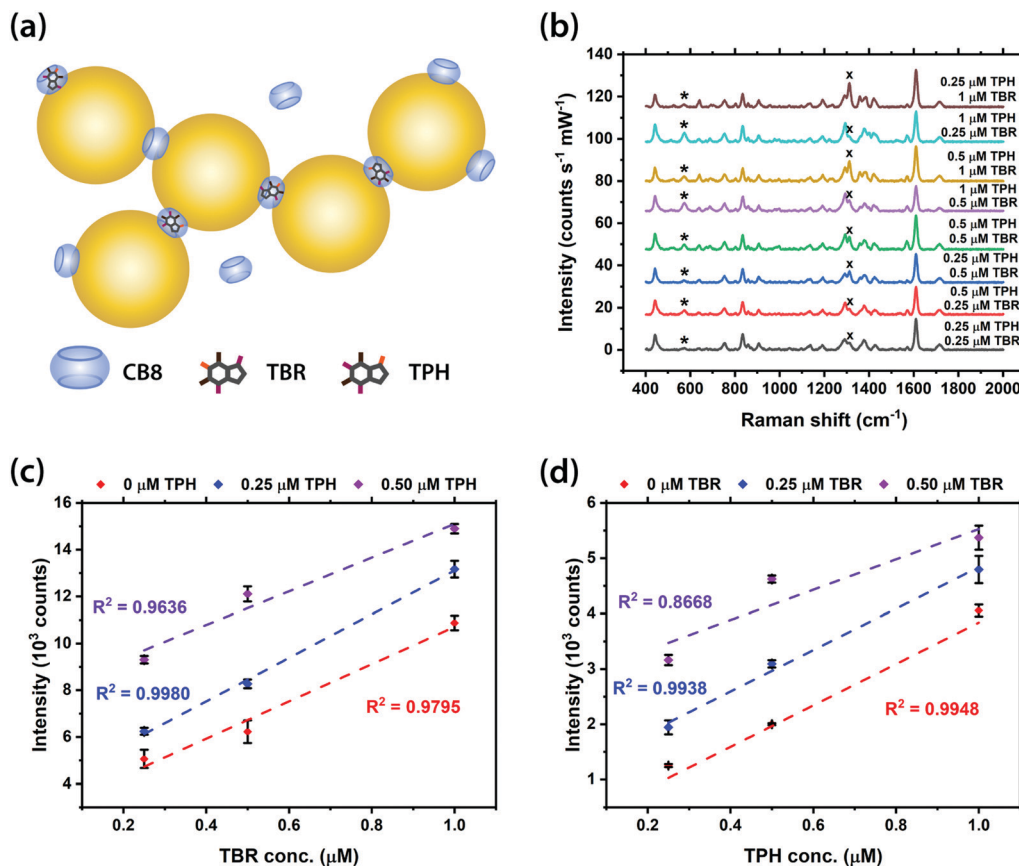 (a)
CB8
TBR
TPH
(b)
Intensity (counts s⁻¹ mW⁻¹)
140
120
100
80
60
40
20
0
* x 0.25 μM TPH
1 μM TBR
* x 1 μM TPH
0.25 μM TBR
* x 0.5 μM TPH
1 μM TBR
* x 1 μM TPH
0.5 μM TBR
* x 0.5 μM TPH
0.5 μM TBR
* x 0.25 μM TPH
0.5 μM TBR
* x 0.5 μM TPH
0.25 μM TBR
* x 0.25 μM TPH
0.25 μM TBR
400 600 800 1000 1200 1400 1600 1800 2000
Raman shift (cm⁻¹)
(c)
0 μM TPH 0.25 μM TPH 0.50 μM TPH
Intensity (10³ counts)
16
14
12
10
8
6
4
R² = 0.9636
R² = 0.9980
R² = 0.9795
0.2 0.4 0.6 0.8 1.0
TBR conc. (μM)
(d)
0 μM TBR 0.25 μM TBR 0.50 μM TBR
Intensity (10³ counts)
6
5
4
3
2
1
R² = 0.8668
R² = 0.9938
R² = 0.9948
0.2 0.4 0.6 0.8 1.0
TPH conc. (μM)